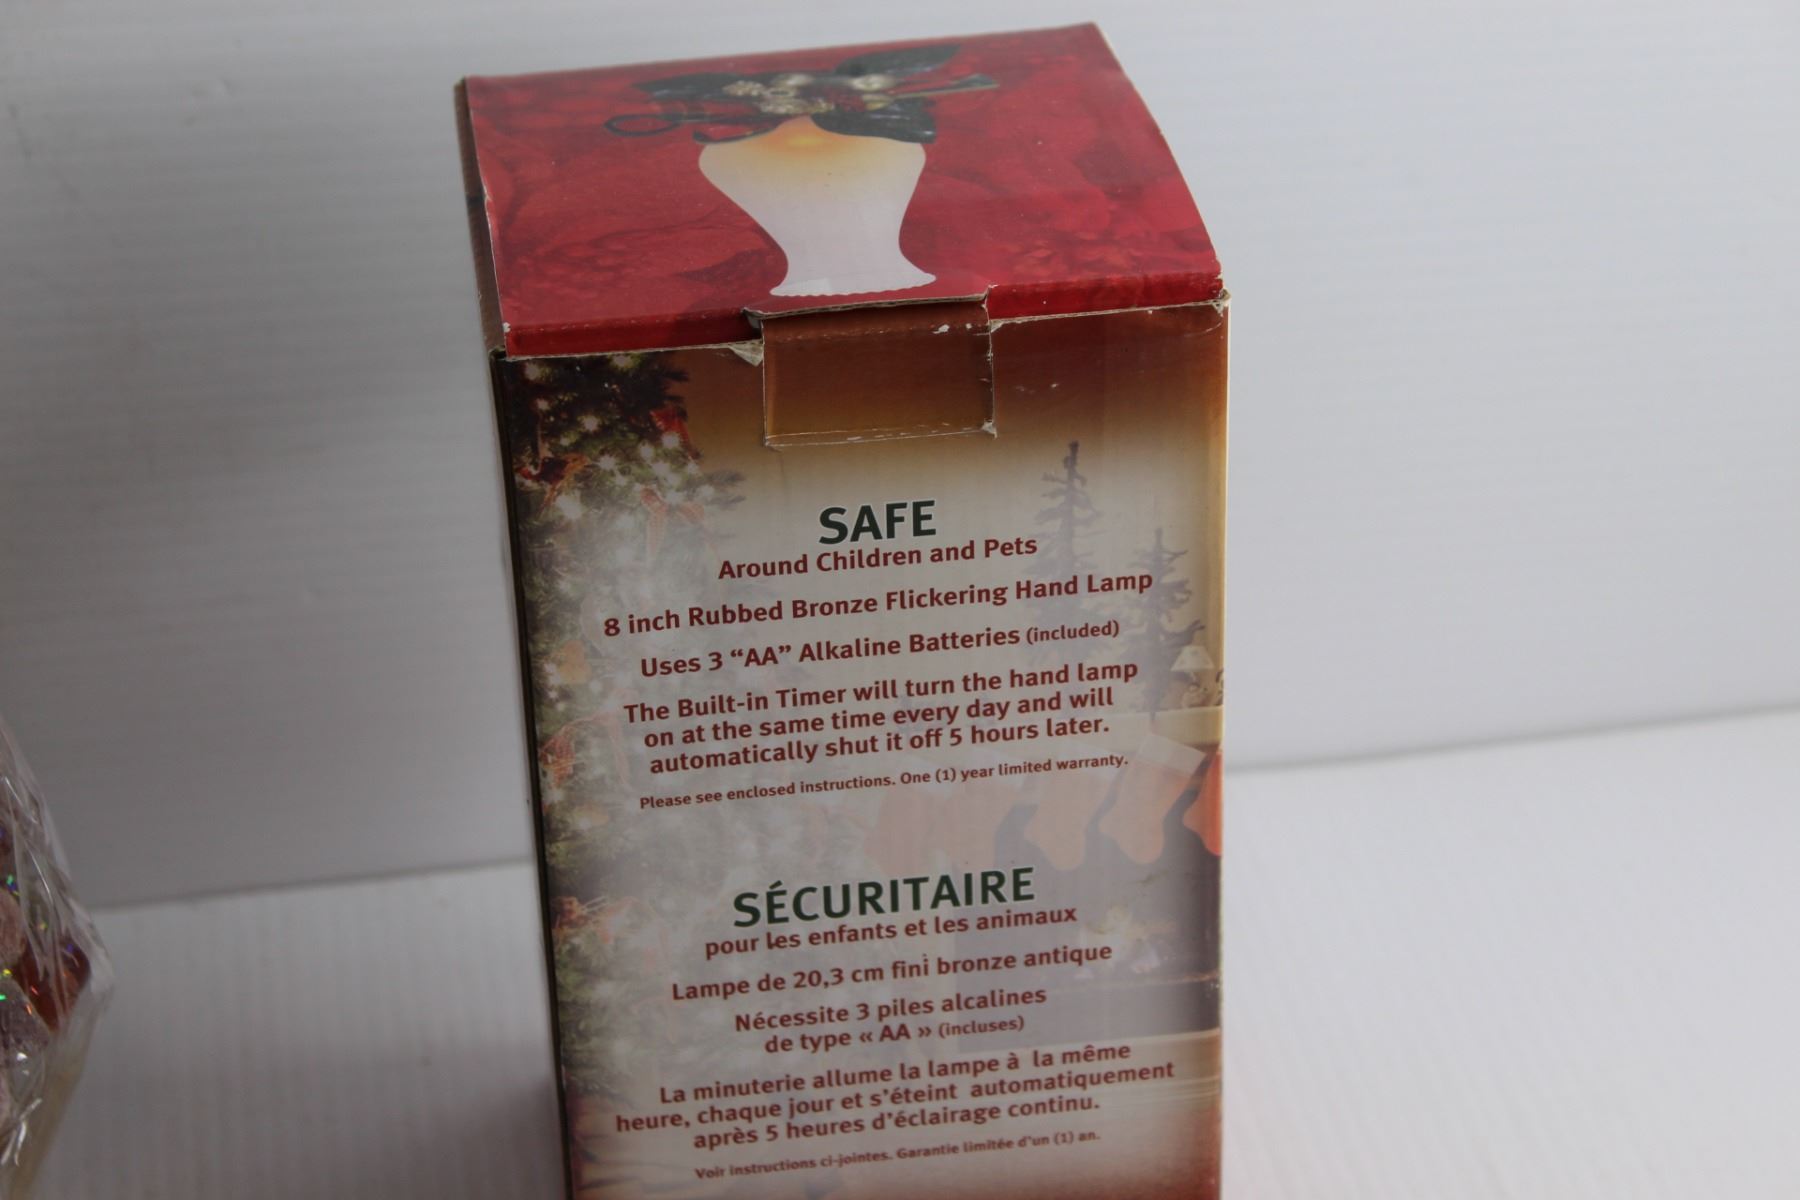 SAFE
Around Children and Pets
8 inch Rubbed Bronze Flickering Hand Lamp
Uses 3 “AA” Alkaline Batteries (included)
The Built-in Timer will turn the hand lamp
on at the same time every day and will
automatically shut it off 5 hours later.
Please see enclosed instructions. One (1) year limited warranty.
SÉCURITAIRE
pour les enfants et les animaux
Lampe de 20,3 cm fini bronze antique
Nécessite 3 piles alcalines
de type « AA » (incluses)
La minuterie allume la lampe à la même
heure, chaque jour et s’éteint automatiquement
après 5 heures d’éclairage continu.
Voir instructions ci-jointes. Garantie limitée d’un (1) an.